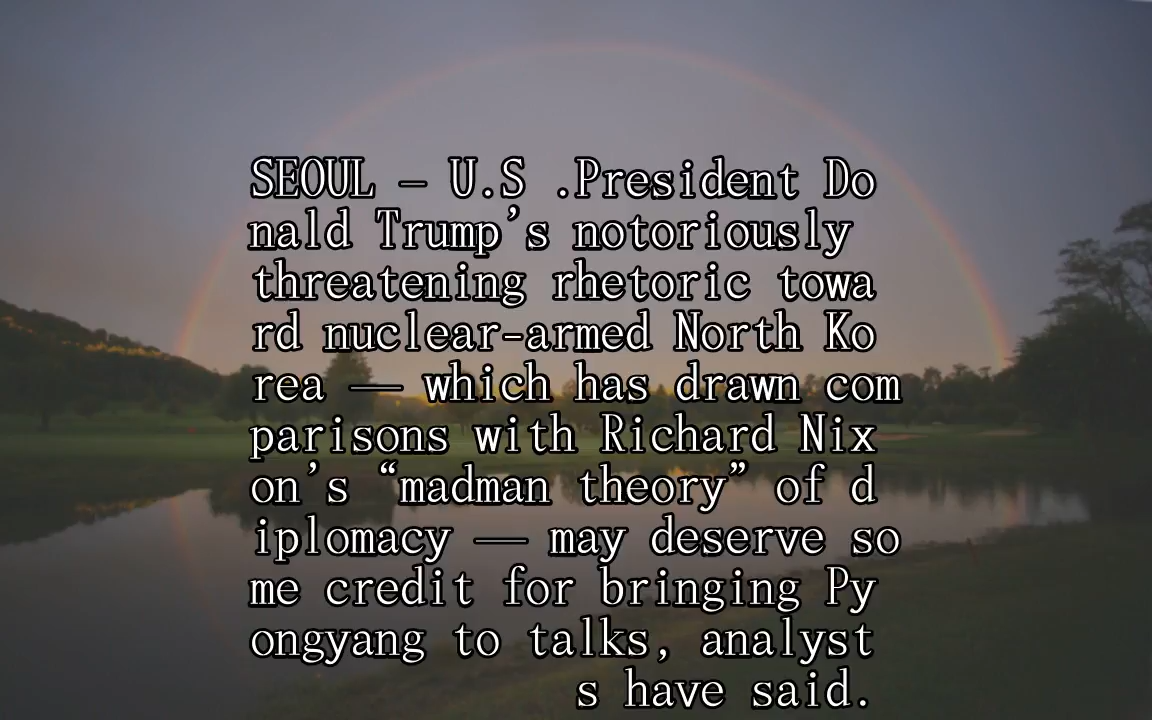 SEOUL — U.S .President Do
nald Trump’s notoriously
threatening rhetoric towa
rd nuclear-armed North Ko
rea —— which has drawn com
parisons with Richard Nix
on’s “madman theory” of d
iplomacy —— may deserve so
me credit for bringing Py
ongyang to talks, analyst
s have said.